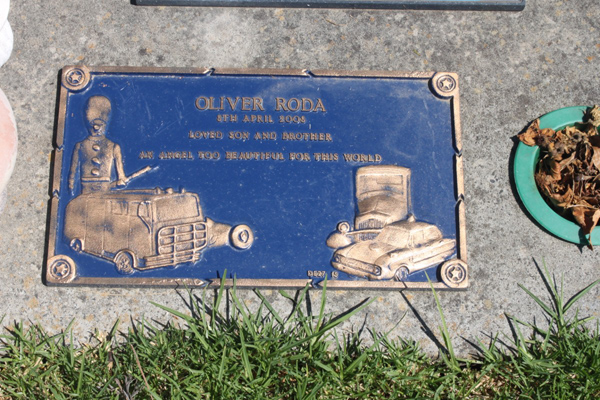 OLIVER RODA
8TH APRIL 2005
LOVED SON AND BROTHER
AN ANGEL TOO BEAUTIFUL FOR THIS WORLD